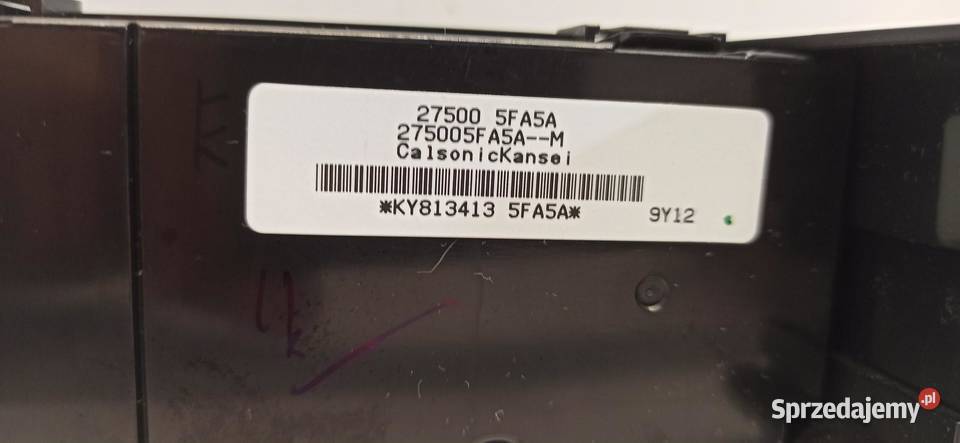 27500 5FA5A
275005FA5A--M
CalsonicKansei
*KY813413 5FA5A*
9Y12
Sprzedajemy.pl